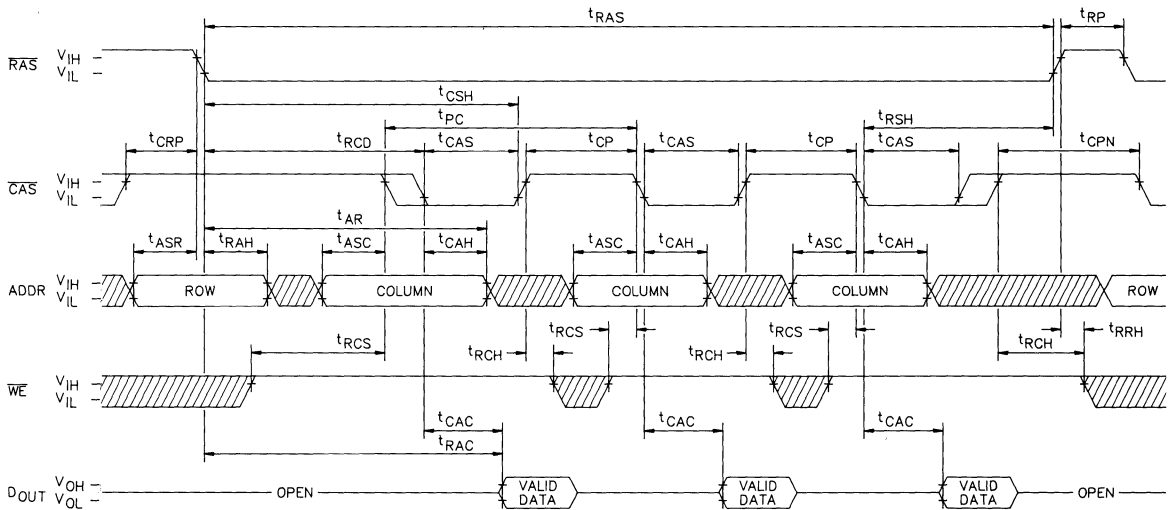 tRAS
tRP
RAS
VIH
VIL
tCSH
tPC
tRSH
tCRP
tRCD
tCAS
tCP
tCAS
tCP
tCAS
tCPN
CAS
VIH
VIL
tAR
tASR
tRAH
tASC
tCAH
tASC
tCAH
tASC
tCAH
ADDR
VIH
VIL
ROW
COLUMN
COLUMN
COLUMN
ROW
tRCS
tRCH
tRCS
tRCH
tRCS
tRCH
tRRH
WE
VIH
VIL
tCAC
tCAC
tCAC
tRAC
DOUT
VOH
VOL
OPEN
VALID
DATA
VALID
DATA
VALID
DATA
OPEN